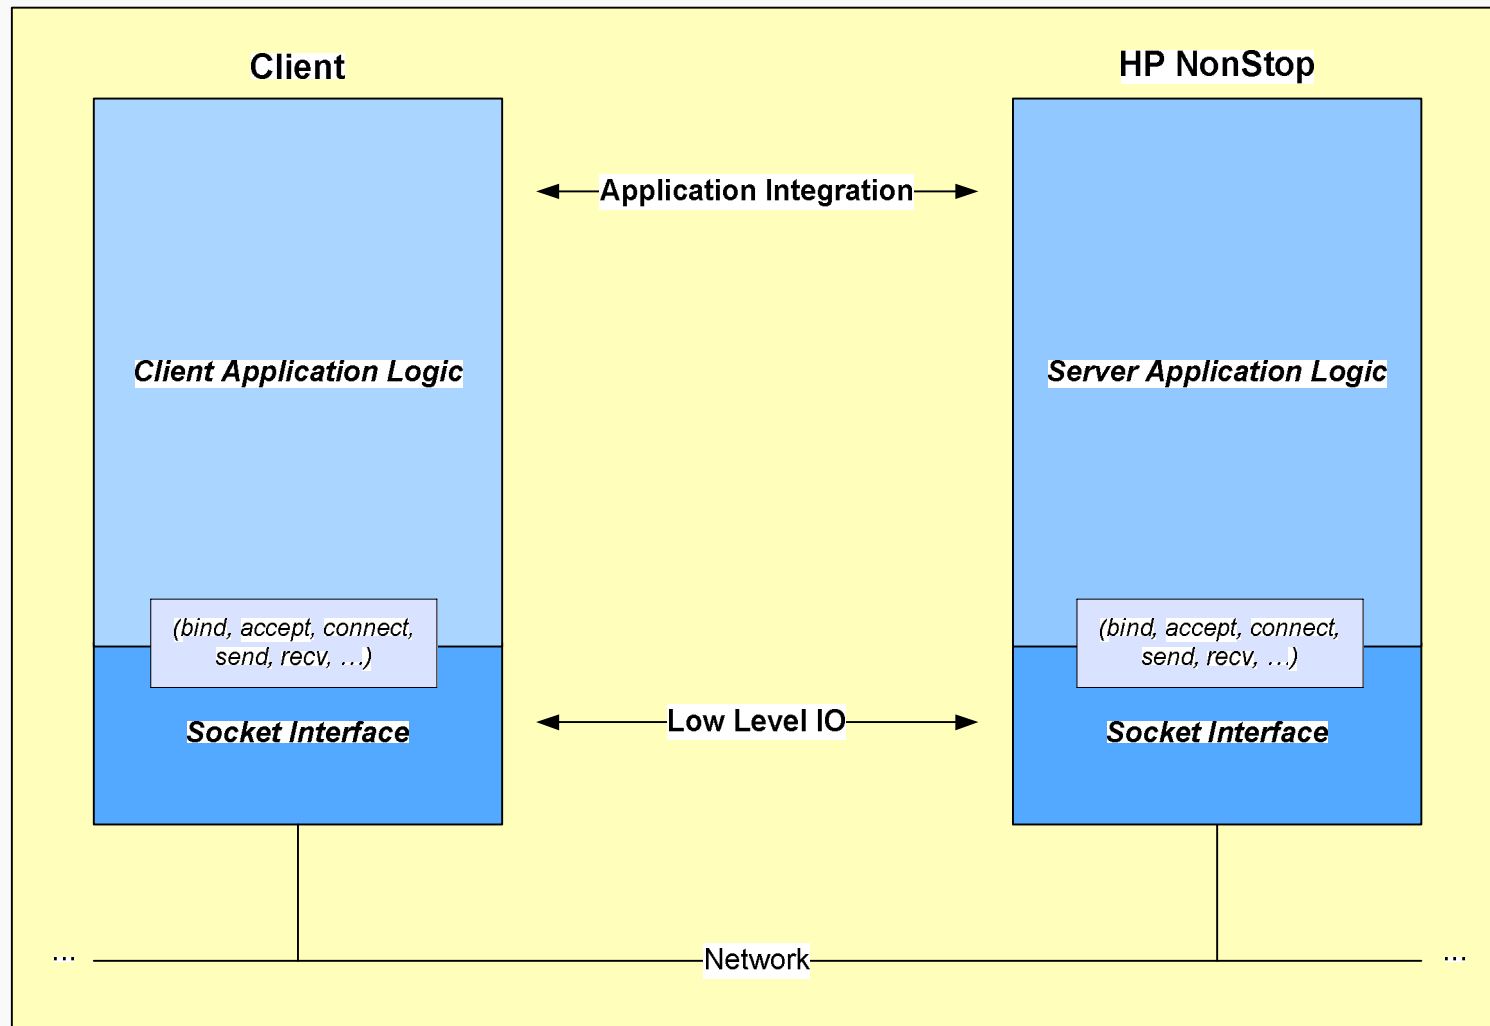 Client
HP NonStop
Application Integration
Client Application Logic
Server Application Logic
(bind, accept, connect,
send, recv, …)
(bind, accept, connect,
send, recv, …)
Low Level IO
Socket Interface
Socket Interface
... Network ...